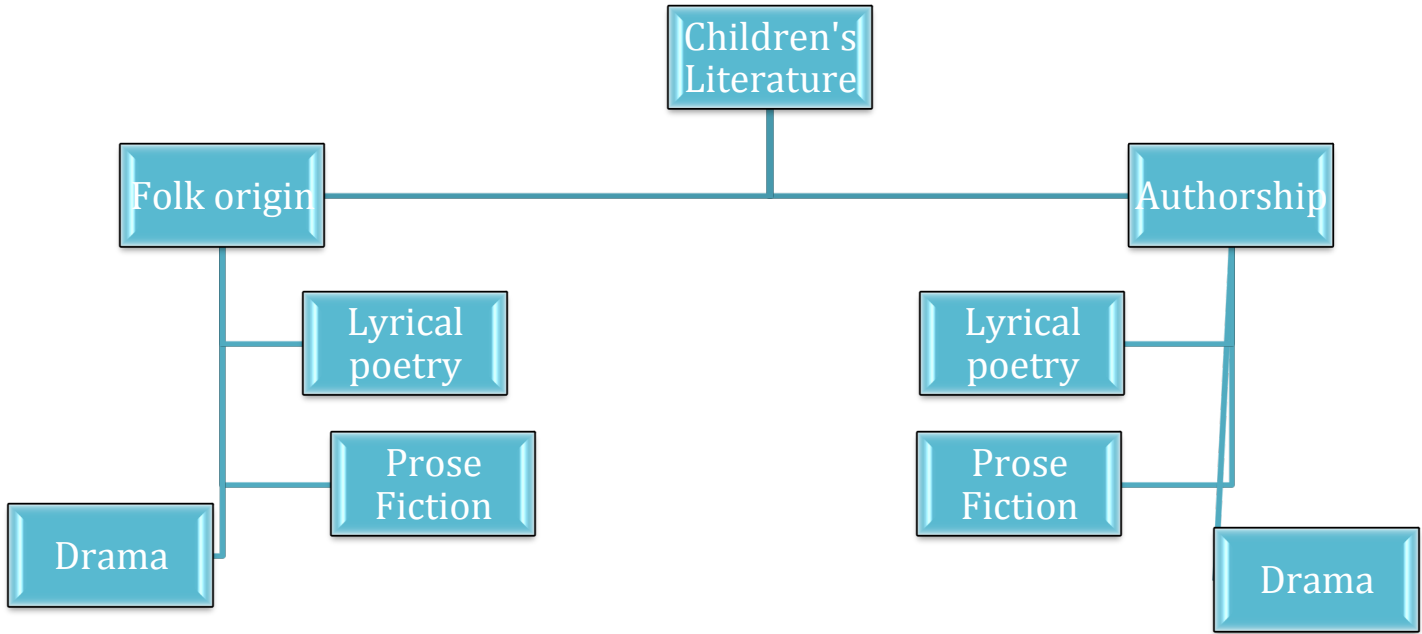 Children's
Literature
Folk origin
Authorship
Lyrical
poetry
Lyrical
poetry
Prose
Fiction
Prose
Fiction
Drama
Drama